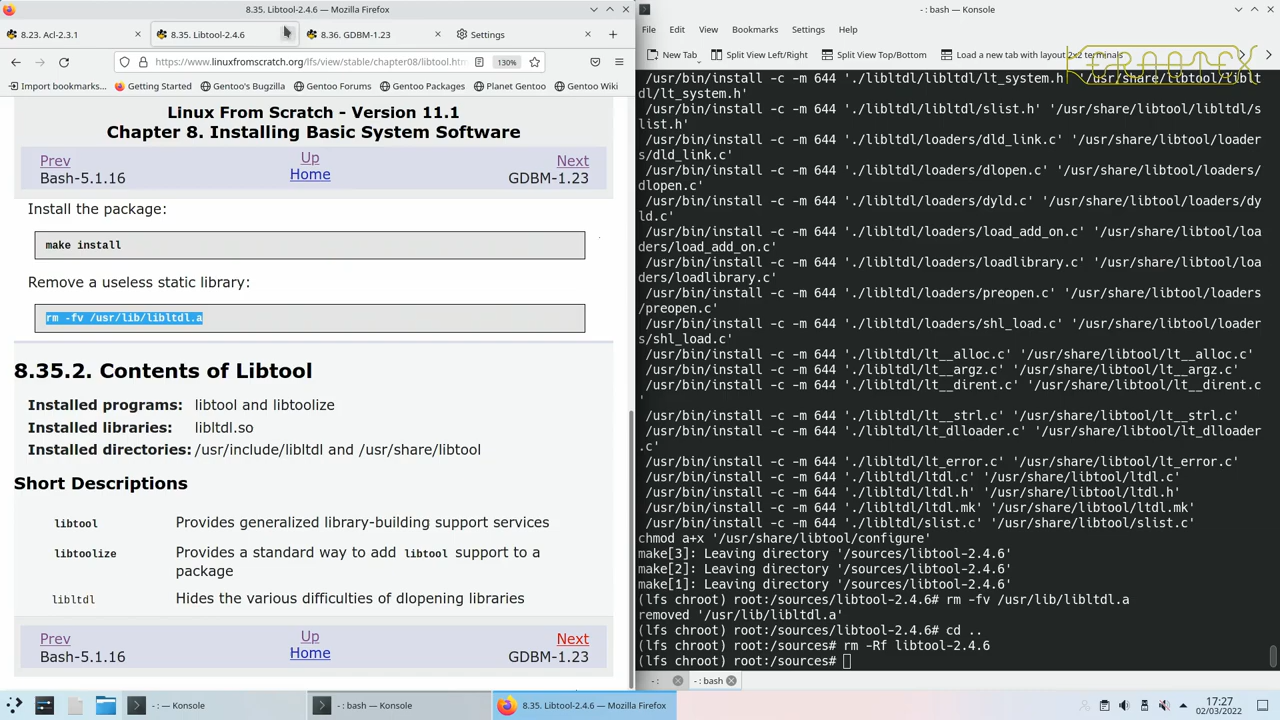 8.35. Libtool-2.4.6 — Mozilla Firefox
8.23. Acl-2.3.1
8.35. Libtool-2.4.6
8.36. GDBM-1.23
Settings
https://www.linuxfromscratch.org/lfs/view/stable/chapter08/libtool.htm
130%
Import bookmarks...
Getting Started
Gentoo's Bugzilla
Gentoo Forums
Gentoo Packages
Planet Gentoo
Gentoo Wiki
Linux From Scratch - Version 11.1
Chapter 8. Installing Basic System Software
Prev
Up
Next
Bash-5.1.16
Home
GDBM-1.23
Install the package:
make install
Remove a useless static library:
rm -fv /usr/lib/libltdl.a
8.35.2. Contents of Libtool
Installed programs: libtool and libtoolize
Installed libraries: libltdl.so
Installed directories: /usr/include/libltdl and /usr/share/libtool
Short Descriptions
libtool Provides generalized library-building support services
libtoolize Provides a standard way to add libtool support to a
package
libltdl Hides the various difficulties of dlopening libraries
Prev
Up
Next
Bash-5.1.16
Home
GDBM-1.23
- : bash — Konsole
File Edit View Bookmarks Settings Help
New Tab
Split View Left/Right
Split View Top/Bottom
Load a new tab with layout 2x2 terminals
/usr/bin/install -c -m 644 './libltdl/libltdl/lt_system.h' '/usr/share/libtool/liblt
dl/lt_system.h'
/usr/bin/install -c -m 644 './libltdl/libltdl/slist.h' '/usr/share/libtool/libltdl/s
list.h'
/usr/bin/install -c -m 644 './libltdl/loaders/dld_link.c' '/usr/share/libtool/loader
s/dld_link.c'
/usr/bin/install -c -m 644 './libltdl/loaders/dlopen.c' '/usr/share/libtool/loaders/
dlopen.c'
/usr/bin/install -c -m 644 './libltdl/loaders/dyld.c' '/usr/share/libtool/loaders/dy
ld.c'
/usr/bin/install -c -m 644 './libltdl/loaders/load_add_on.c' '/usr/share/libtool/loa
ders/load_add_on.c'
/usr/bin/install -c -m 644 './libltdl/loaders/loadlibrary.c' '/usr/share/libtool/loa
ders/loadlibrary.c'
/usr/bin/install -c -m 644 './libltdl/loaders/preopen.c' '/usr/share/libtool/loaders
/preopen.c'
/usr/bin/install -c -m 644 './libltdl/loaders/shl_load.c' '/usr/share/libtool/loader
s/shl_load.c'
/usr/bin/install -c -m 644 './libltdl/lt__alloc.c' '/usr/share/libtool/lt__alloc.c'
/usr/bin/install -c -m 644 './libltdl/lt__argz.c' '/usr/share/libtool/lt__argz.c'
/usr/bin/install -c -m 644 './libltdl/lt__dirent.c' '/usr/share/libtool/lt__dirent.c
'
/usr/bin/install -c -m 644 './libltdl/lt__strl.c' '/usr/share/libtool/lt__strl.c'
/usr/bin/install -c -m 644 './libltdl/lt_dlloader.c' '/usr/share/libtool/lt_dlloader
.c'
/usr/bin/install -c -m 644 './libltdl/lt_error.c' '/usr/share/libtool/lt_error.c'
/usr/bin/install -c -m 644 './libltdl/ltdl.c' '/usr/share/libtool/ltdl.c'
/usr/bin/install -c -m 644 './libltdl/ltdl.h' '/usr/share/libtool/ltdl.h'
/usr/bin/install -c -m 644 './libltdl/ltdl.mk' '/usr/share/libtool/ltdl.mk'
/usr/bin/install -c -m 644 './libltdl/slist.c' '/usr/share/libtool/slist.c'
chmod a+x '/usr/share/libtool/configure'
make[3]: Leaving directory '/sources/libtool-2.4.6'
make[2]: Leaving directory '/sources/libtool-2.4.6'
make[1]: Leaving directory '/sources/libtool-2.4.6'
(lfs chroot) root:/sources/libtool-2.4.6# rm -fv /usr/lib/libltdl.a
removed '/usr/lib/libltdl.a'
(lfs chroot) root:/sources/libtool-2.4.6# cd ..
(lfs chroot) root:/sources# rm -Rf libtool-2.4.6
(lfs chroot) root:/sources#
- :
- : bash
- : — Konsole
- : bash — Konsole
8.35. Libtool-2.4.6 — Mozilla Firefox
17:27
02/03/2022